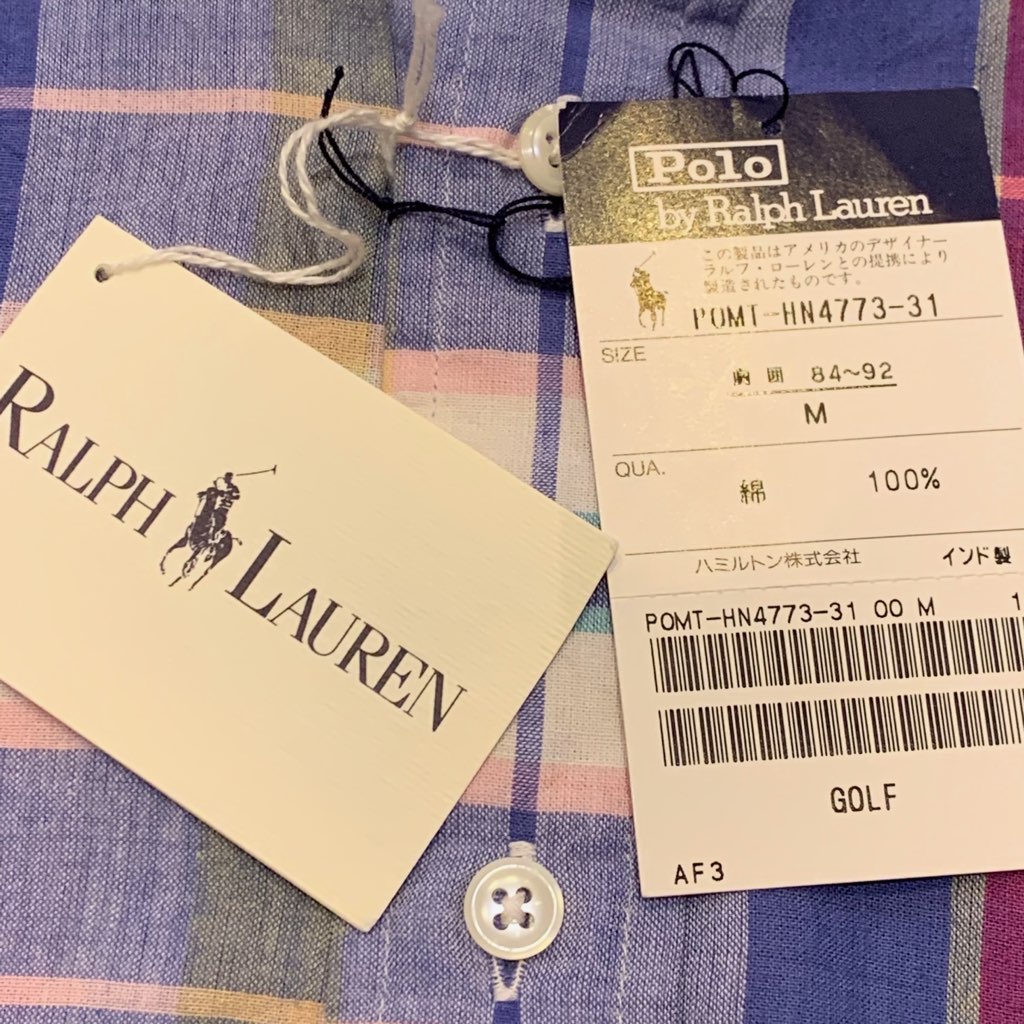 RALPH LAUREN
Polo
by Ralph Lauren
この製品はアメリカのデザイナー
ラルフ・ローレンとの提携により
製造されたものです。
POMT-HN4773-31
SIZE
胸囲 84~92
M
QUA.
綿 100%
ハミルトン株式会社 インド製
POMT-HN4773-31 00 M 1
GOLF
AF3